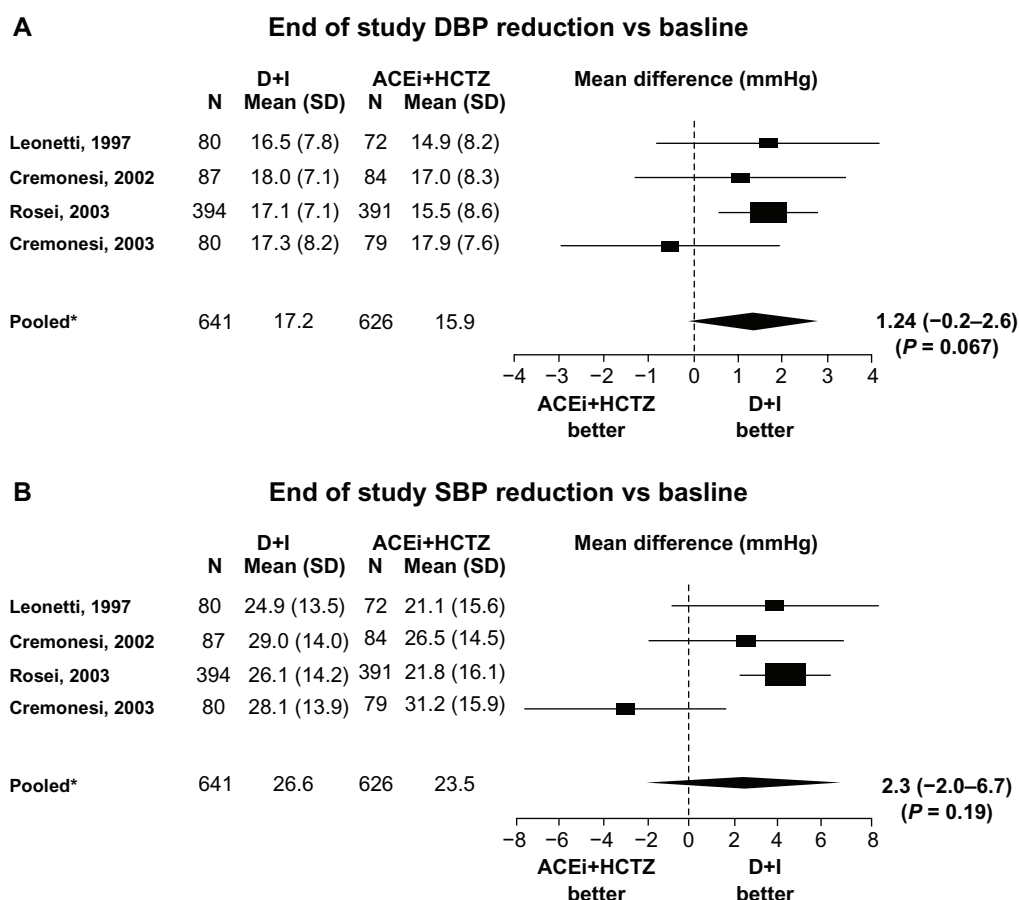 A End of study DBP reduction vs basline
D+I ACEi+HCTZ Mean difference (mmHg)
N Mean (SD) N Mean (SD)
Leonetti, 1997 80 16.5 (7.8) 72 14.9 (8.2)
Cremonesi, 2002 87 18.0 (7.1) 84 17.0 (8.3)
Rosei, 2003 394 17.1 (7.1) 391 15.5 (8.6)
Cremonesi, 2003 80 17.3 (8.2) 79 17.9 (7.6)
Pooled* 641 17.2 626 15.9 1.24 (−0.2–2.6)
(P = 0.067)
−4 −3 −2 −1 0 1 2 3 4
ACEi+HCTZ D+I
better better
B End of study SBP reduction vs basline
D+I ACEi+HCTZ Mean difference (mmHg)
N Mean (SD) N Mean (SD)
Leonetti, 1997 80 24.9 (13.5) 72 21.1 (15.6)
Cremonesi, 2002 87 29.0 (14.0) 84 26.5 (14.5)
Rosei, 2003 394 26.1 (14.2) 391 21.8 (16.1)
Cremonesi, 2003 80 28.1 (13.9) 79 31.2 (15.9)
Pooled* 641 26.6 626 23.5 2.3 (−2.0–6.7)
(P = 0.19)
−8 −6 −4 −2 0 2 4 6 8
ACEi+HCTZ D+I
better better